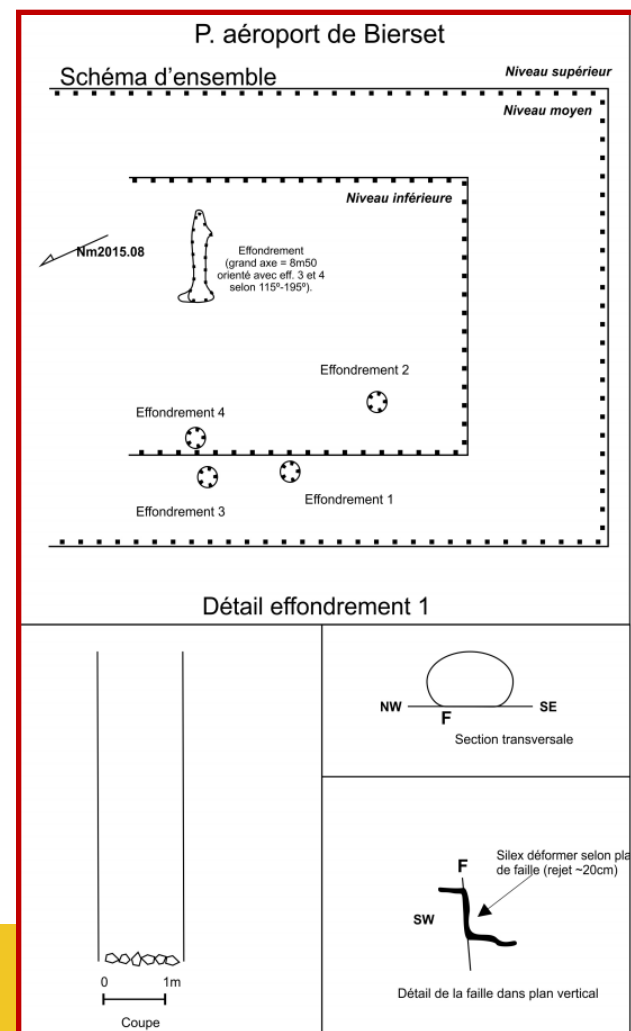 P. aéroport de Bierset
Schéma d'ensemble
Niveau supérieur
Niveau moyen
Niveau inférieure
Nm2015.08
Effondrement
(grand axe = 8m50
orienté avec eff. 3 et 4
selon 115º-195º).
Effondrement 2
Effondrement 4
Effondrement 1
Effondrement 3
Détail effondrement 1
NW
SE
F
Section transversale
Silex déformer selon pla
de faille (rejet ~20cm)
F
SW
Détail de la faille dans plan vertical
0 1m
Coupe